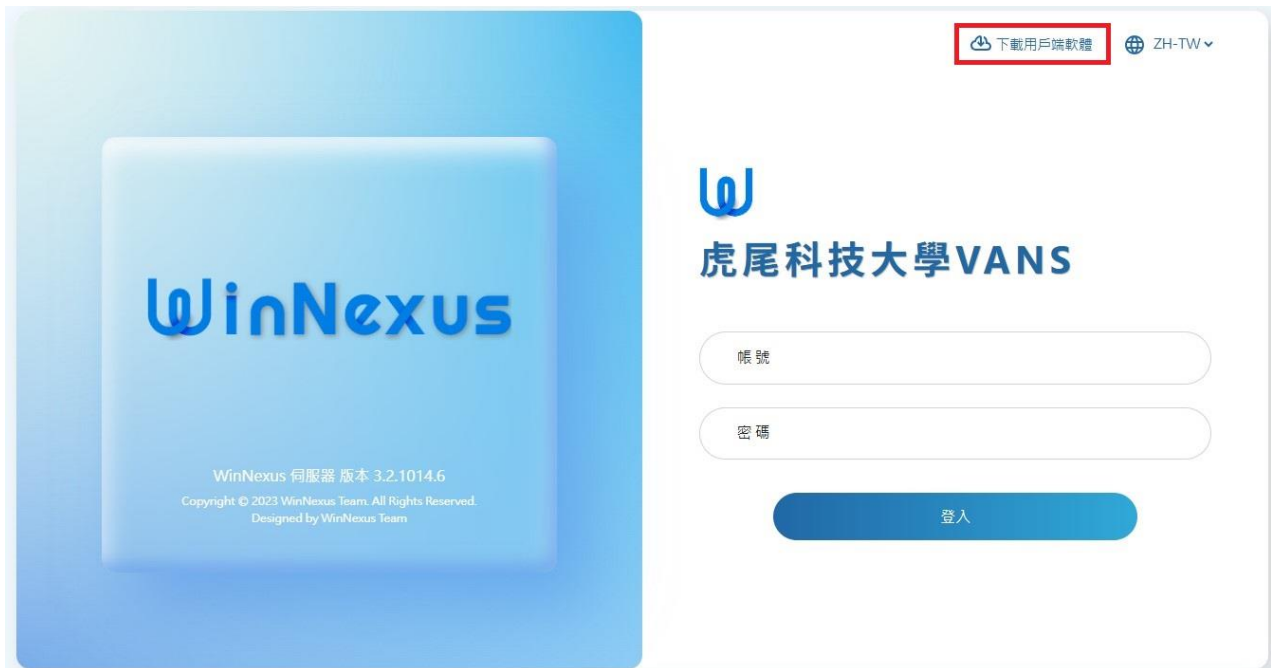 下載用戶端軟體 ZH-TW
虎尾科技大學VANS
帳號
密碼
登入
WinNexus
WinNexus 伺服器 版本 3.2.1014.6
Copyright © 2023 WinNexus Team. All Rights Reserved.
Designed by WinNexus Team